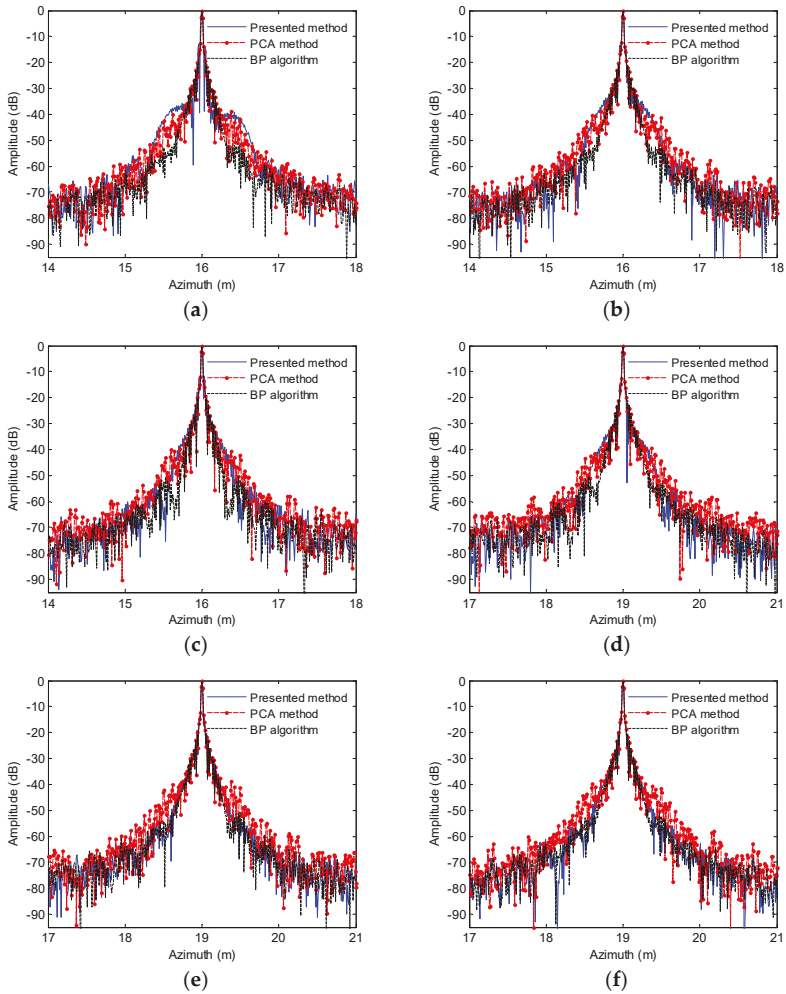 0
-10
-20
-30
-40
-50
-60
-70
-80
-90
Amplitude (dB)
Presented method
PCA method
BP algorithm
14 15 16 17 18
Azimuth (m)
(a)
0
-10
-20
-30
-40
-50
-60
-70
-80
-90
Amplitude (dB)
Presented method
PCA method
BP algorithm
14 15 16 17 18
Azimuth (m)
(b)
0
-10
-20
-30
-40
-50
-60
-70
-80
-90
Amplitude (dB)
Presented method
PCA method
BP algorithm
14 15 16 17 18
Azimuth (m)
(c)
0
-10
-20
-30
-40
-50
-60
-70
-80
-90
Amplitude (dB)
Presented method
PCA method
BP algorithm
17 18 19 20 21
Azimuth (m)
(d)
0
-10
-20
-30
-40
-50
-60
-70
-80
-90
Amplitude (dB)
Presented method
PCA method
BP algorithm
17 18 19 20 21
Azimuth (m)
(e)
0
-10
-20
-30
-40
-50
-60
-70
-80
-90
Amplitude (dB)
Presented method
PCA method
BP algorithm
17 18 19 20 21
Azimuth (m)
(f)